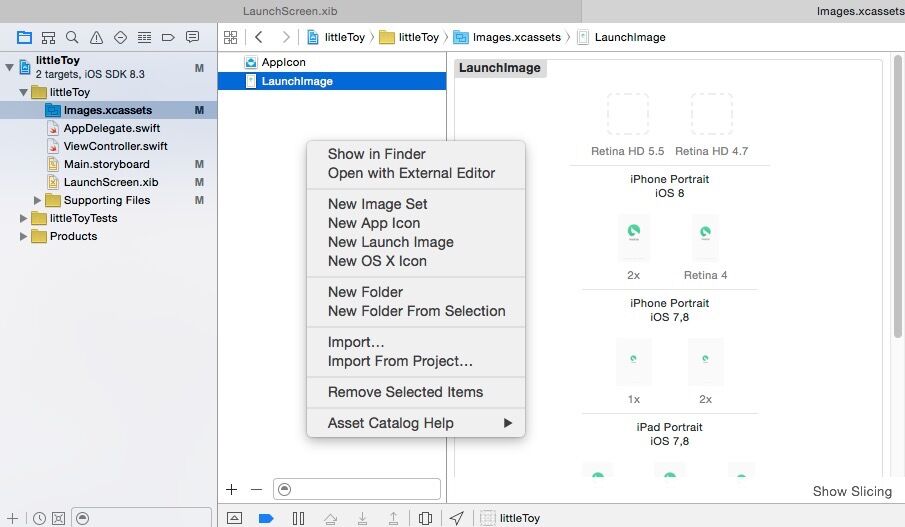 LaunchScreen.xib
Images.xcassets
littleToy
littleToy
Images.xcassets
LaunchImage
littleToy
2 targets, iOS SDK 8.3
M
littleToy
Images.xcassets
M
AppDelegate.swift
ViewController.swift
Main.storyboard
M
LaunchScreen.xib
M
Supporting Files
M
littleToyTests
Products
AppIcon
LaunchImage
Show in Finder
Open with External Editor
New Image Set
New App Icon
New Launch Image
New OS X Icon
New Folder
New Folder From Selection
Import...
Import From Project...
Remove Selected Items
Asset Catalog Help
LaunchImage
Retina HD 5.5
Retina HD 4.7
iPhone Portrait
iOS 8
2x
Retina 4
iPhone Portrait
iOS 7,8
1x
2x
iPad Portrait
iOS 7,8
Show Slicing
littleToy